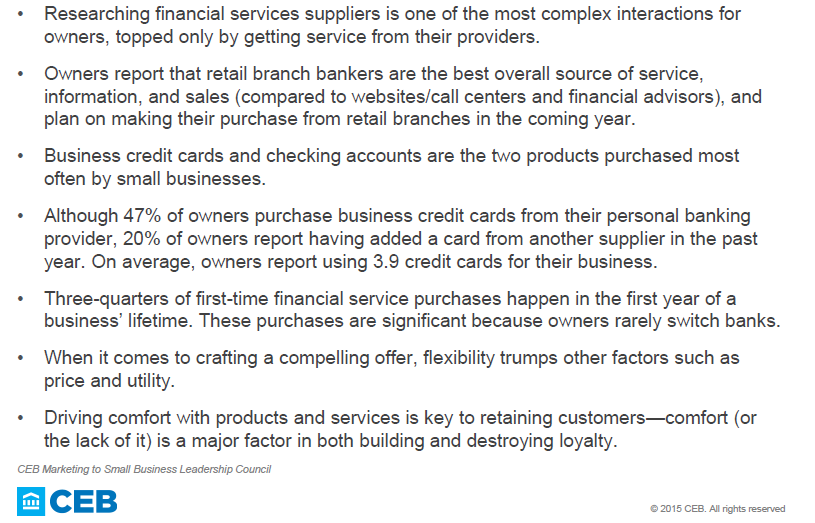 • Researching financial services suppliers is one of the most complex interactions for
owners, topped only by getting service from their providers.
• Owners report that retail branch bankers are the best overall source of service,
information, and sales (compared to websites/call centers and financial advisors), and
plan on making their purchase from retail branches in the coming year.
• Business credit cards and checking accounts are the two products purchased most
often by small businesses.
• Although 47% of owners purchase business credit cards from their personal banking
provider, 20% of owners report having added a card from another supplier in the past
year. On average, owners report using 3.9 credit cards for their business.
• Three-quarters of first-time financial service purchases happen in the first year of a
business’ lifetime. These purchases are significant because owners rarely switch banks.
• When it comes to crafting a compelling offer, flexibility trumps other factors such as
price and utility.
• Driving comfort with products and services is key to retaining customers—comfort (or
the lack of it) is a major factor in both building and destroying loyalty.
CEB Marketing to Small Business Leadership Council
CEB
© 2015 CEB. All rights reserved